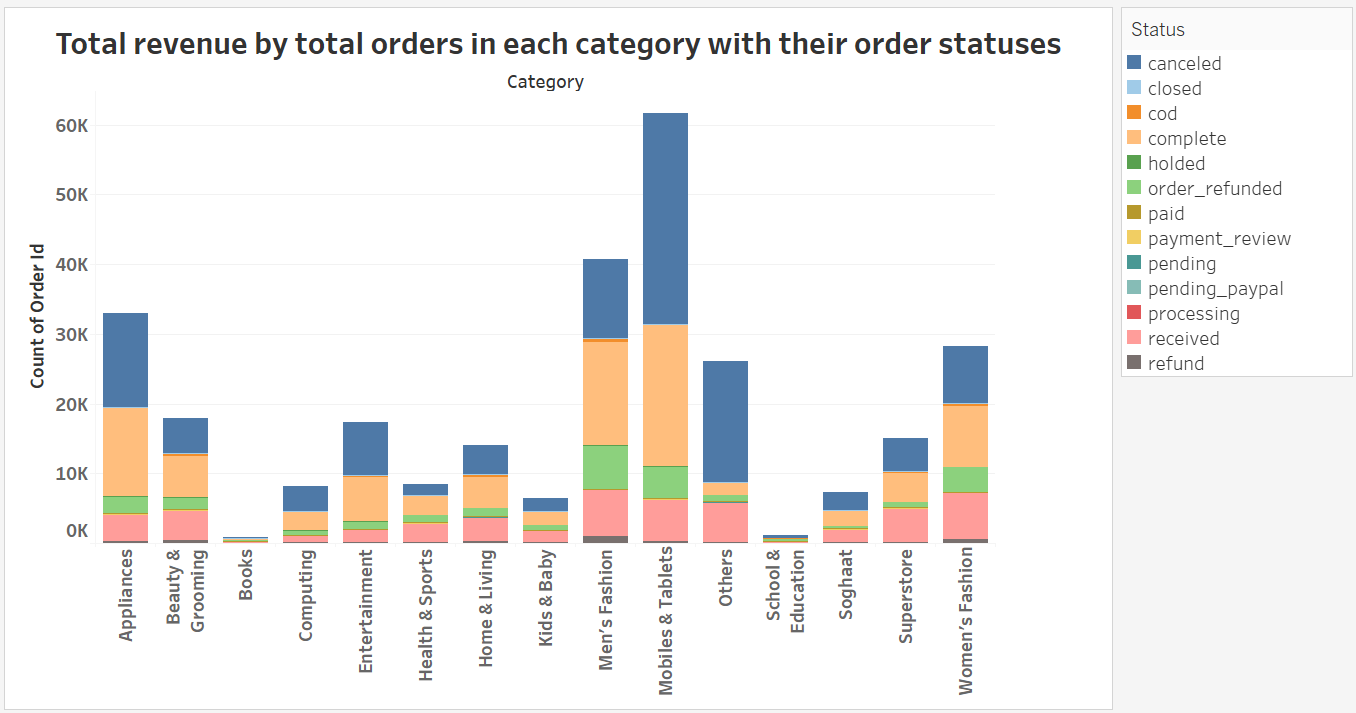 Total revenue by total orders in each category with their order statuses
Category
Count of Order Id
60K
50K
40K
30K
20K
10K
0K
Appliances
Beauty &
Grooming
Books
Computing
Entertainment
Health & Sports
Home & Living
Kids & Baby
Men's Fashion
Mobiles & Tablets
Others
School &
Education
Soghaat
Superstore
Women's Fashion
Status
canceled
closed
cod
complete
holded
order_refunded
paid
payment_review
pending
pending_paypal
processing
received
refund